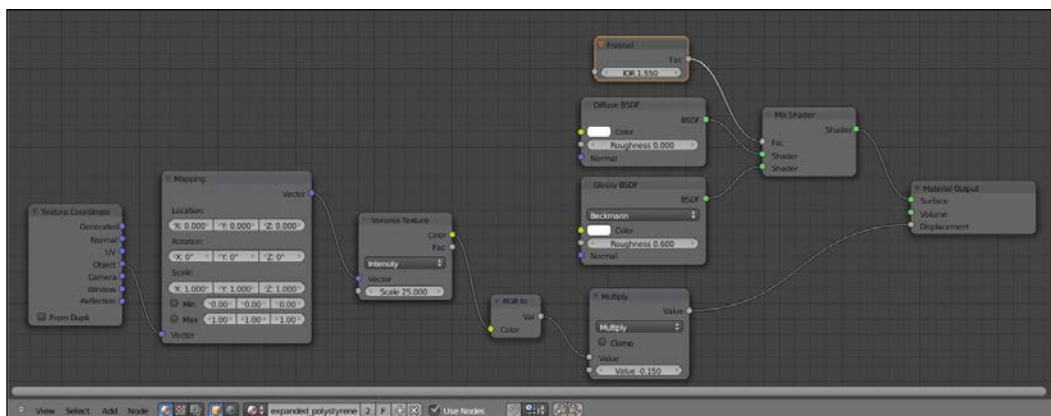 Texture Coordinate
Generated
Normal
UV
Object
Camera
Window
Reflection
From Dupli
Mapping
Vector
Location:
X: 0.000 Y: 0.000 Z: 0.000
Rotation:
X: 0° Y: 0° Z: 0°
Scale:
X: 1.000 Y: 1.000 Z: 1.000
Min 0.00 0.00 0.00
Max 1.00 1.00 1.00
Vector
Voronoi Texture
Color
Fac
Intensity
Vector
Scale 25.000
RGB to
Val
Color
Fresnel
Fac
IOR 1.550
Diffuse BSDF
BSDF
Color
Roughness 0.000
Normal
Glossy BSDF
BSDF
Beckmann
Color
Roughness 0.600
Normal
Multiply
Value
Multiply
Clamp
Value
Value -0.150
Mix Shader
Shader
Fac
Shader
Shader
Material Output
Surface
Volume
Displacement
View Select Add Node expanded polystyrene 2 F Use Nodes